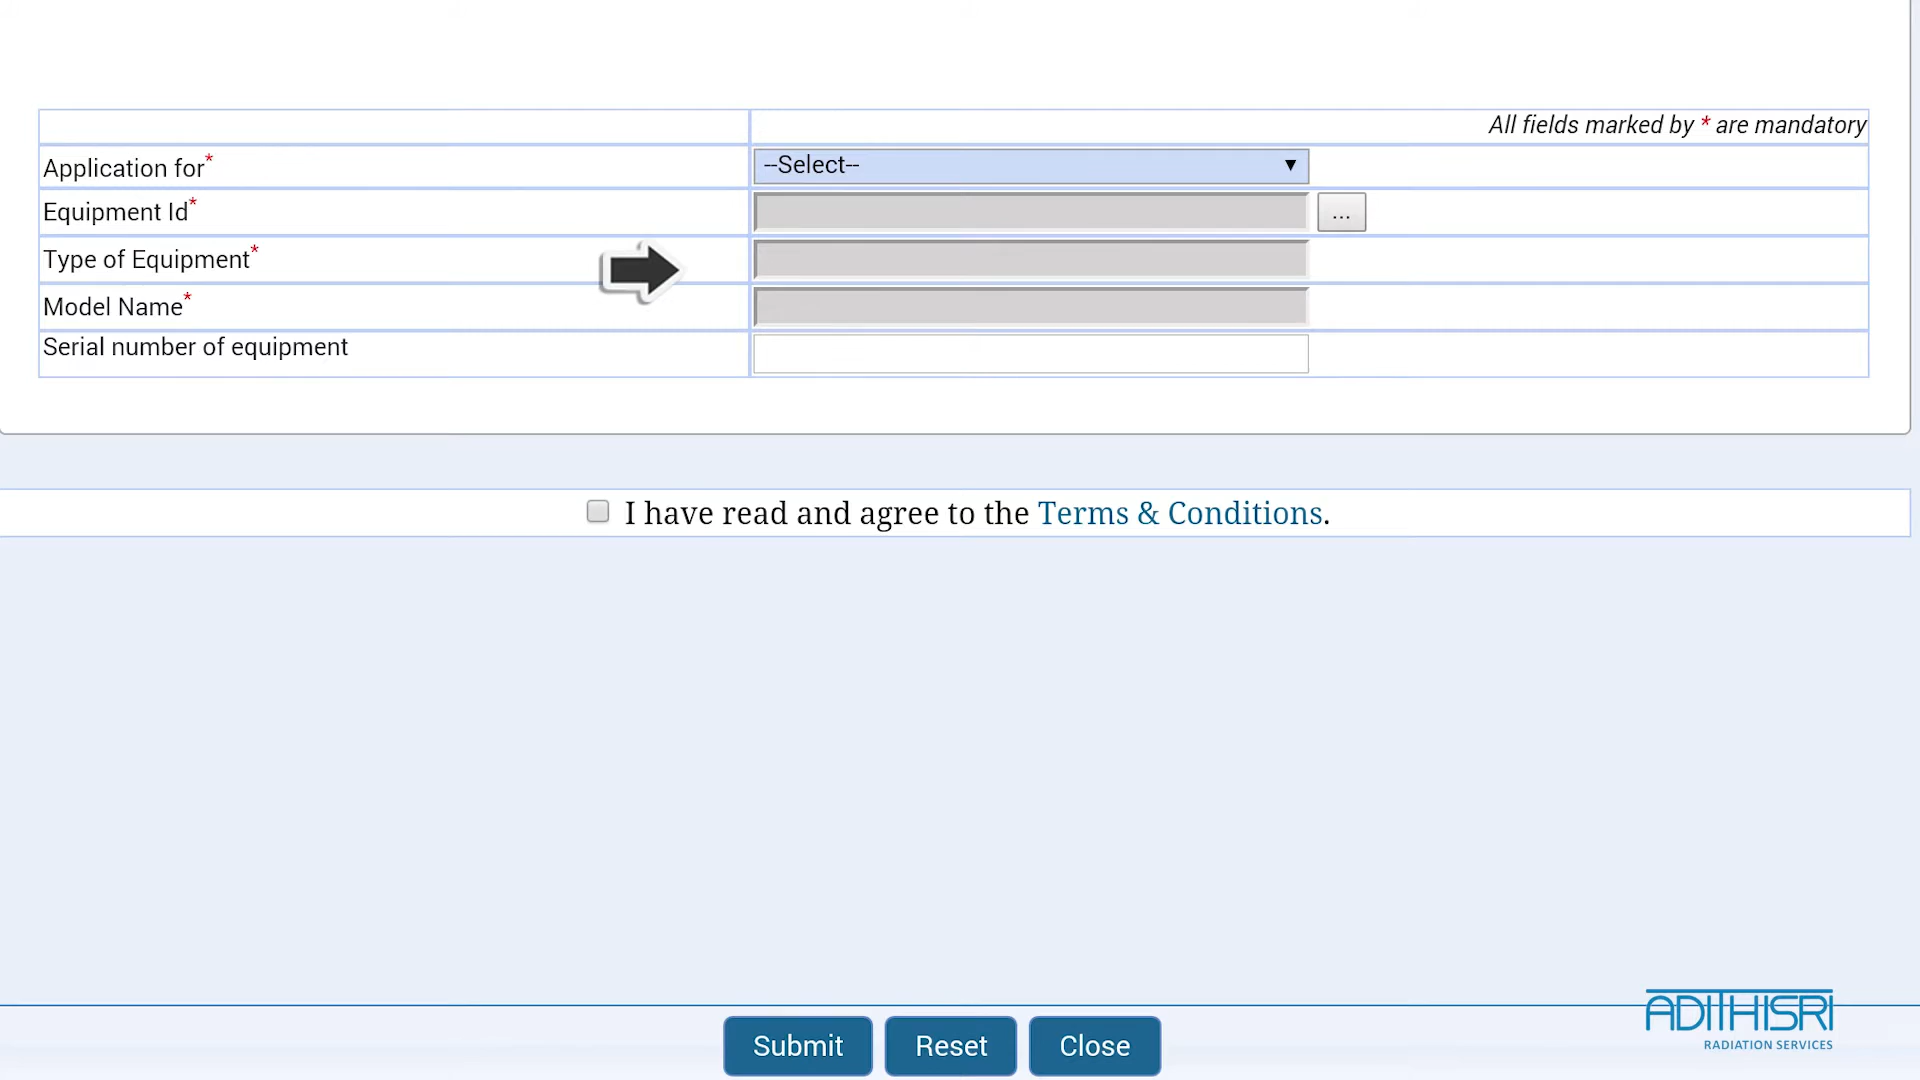 All fields marked by * are mandatory
Application for*
--Select--
Equipment Id*
...
Type of Equipment*
Model Name*
Serial number of equipment
I have read and agree to the Terms & Conditions.
Submit Reset Close
ADITHISRI
RADIATION SERVICES